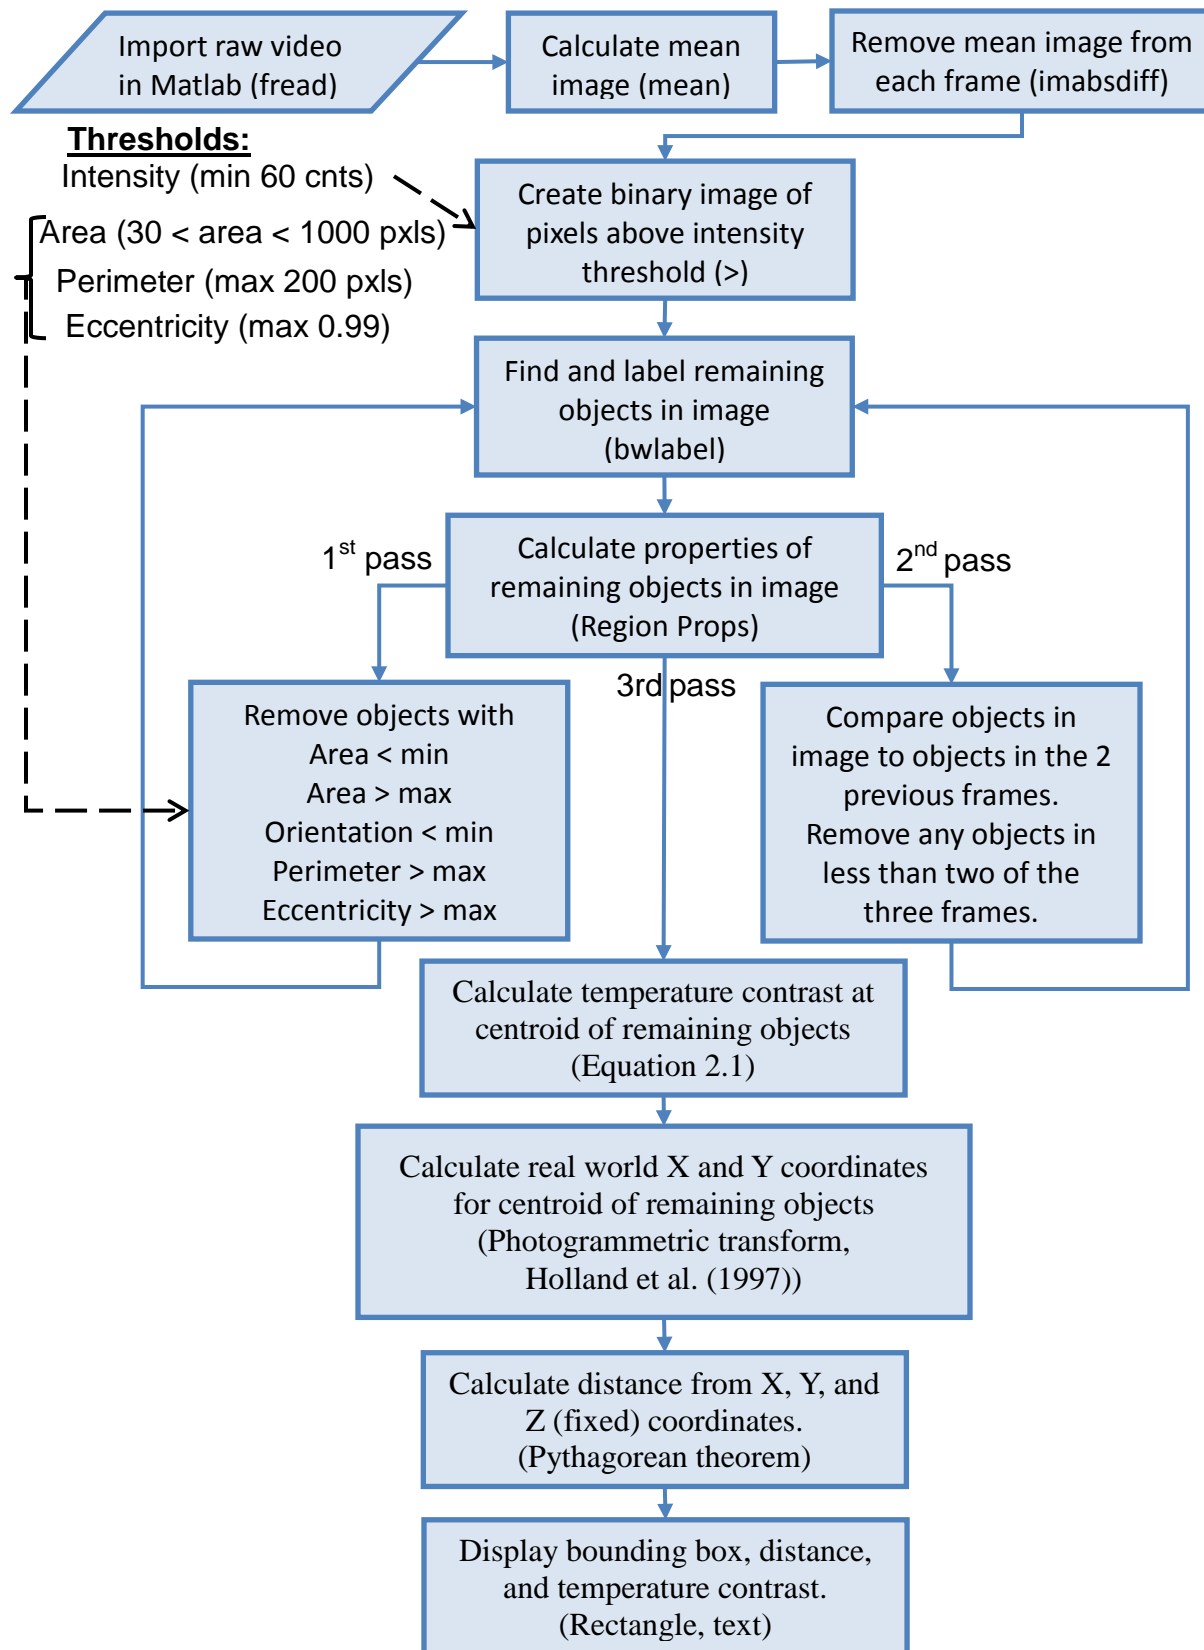 Import raw video
in Matlab (fread)
Calculate mean
image (mean)
Remove mean image from
each frame (imabsdiff)
Thresholds:
Intensity (min 60 cnts)
Area (30 < area < 1000 pxls)
Perimeter (max 200 pxls)
Eccentricity (max 0.99)
Create binary image of
pixels above intensity
threshold (>)
Find and label remaining
objects in image
(bwlabel)
1st pass
Calculate properties of
remaining objects in image
(Region Props)
2nd pass
3rd pass
Remove objects with
Area < min
Area > max
Orientation < min
Perimeter > max
Eccentricity > max
Compare objects in
image to objects in the 2
previous frames.
Remove any objects in
less than two of the
three frames.
Calculate temperature contrast at
centroid of remaining objects
(Equation 2.1)
Calculate real world X and Y coordinates
for centroid of remaining objects
(Photogrammetric transform,
Holland et al. (1997))
Calculate distance from X, Y, and
Z (fixed) coordinates.
(Pythagorean theorem)
Display bounding box, distance,
and temperature contrast.
(Rectangle, text)